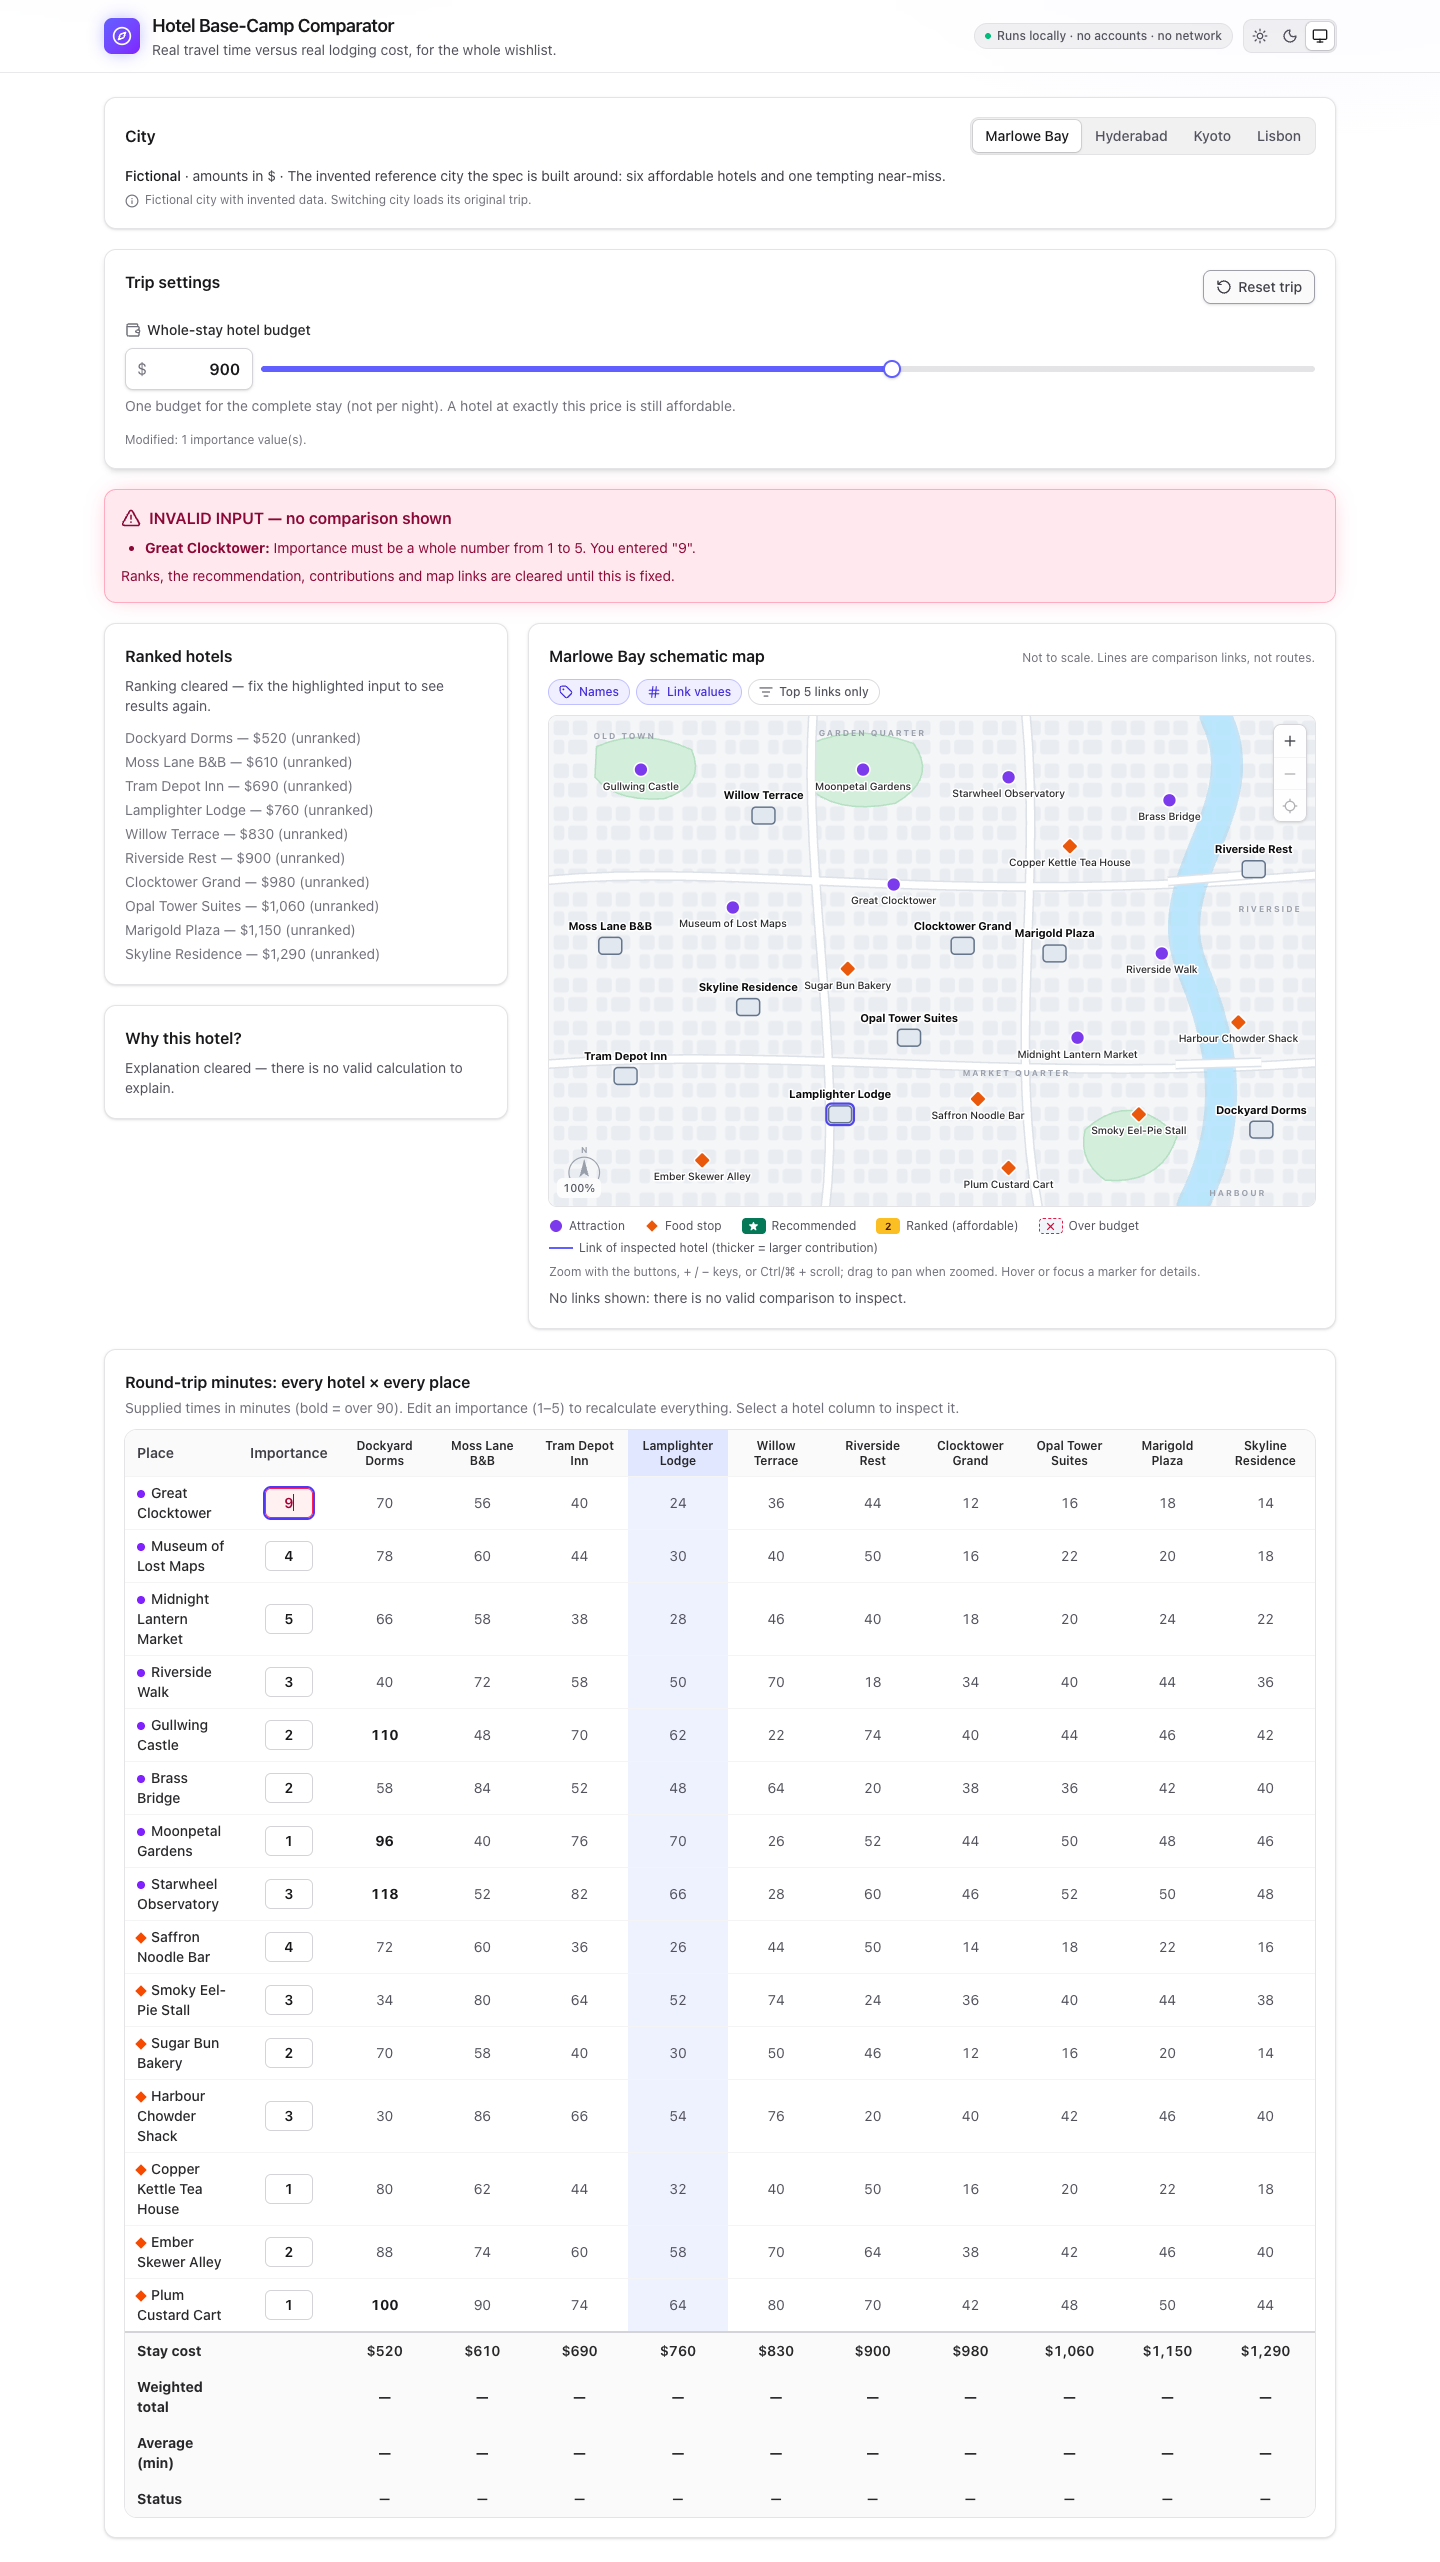 Hotel Base-Camp Comparator
Real travel time versus real lodging cost, for the whole wishlist.
Runs locally · no accounts · no network
City
Marlowe Bay Hyderabad Kyoto Lisbon
Fictional · amounts in $ · The invented reference city the spec is built around: six affordable hotels and one tempting near-miss.
Fictional city with invented data. Switching city loads its original trip.
Trip settings
Reset trip
Whole-stay hotel budget
$ 900
One budget for the complete stay (not per night). A hotel at exactly this price is still affordable.
Modified: 1 importance value(s).
INVALID INPUT — no comparison shown
• Great Clocktower: Importance must be a whole number from 1 to 5. You entered "9".
Ranks, the recommendation, contributions and map links are cleared until this is fixed.
Ranked hotels
Ranking cleared — fix the highlighted input to see
results again.
Dockyard Dorms — $520 (unranked)
Moss Lane B&B — $610 (unranked)
Tram Depot Inn — $690 (unranked)
Lamplighter Lodge — $760 (unranked)
Willow Terrace — $830 (unranked)
Riverside Rest — $900 (unranked)
Clocktower Grand — $980 (unranked)
Opal Tower Suites — $1,060 (unranked)
Marigold Plaza — $1,150 (unranked)
Skyline Residence — $1,290 (unranked)
Why this hotel?
Explanation cleared — there is no valid calculation to
explain.
Marlowe Bay schematic map
Not to scale. Lines are comparison links, not routes.
Names
Link values
Top 5 links only
OLD TOWN
GARDEN QUARTER
Gullwing Castle
Moonpetal Gardens
Starwheel Observatory
Willow Terrace
Brass Bridge
Copper Kettle Tea House
Riverside Rest
Great Clocktower
RIVERSIDE
Moss Lane B&B
Museum of Lost Maps
Clocktower Grand
Marigold Plaza
Riverside Walk
Skyline Residence
Sugar Bun Bakery
Opal Tower Suites
Harbour Chowder Shack
Tram Depot Inn
Midnight Lantern Market
MARKET QUARTER
Lamplighter Lodge
Saffron Noodle Bar
Dockyard Dorms
Smoky Eel-Pie Stall
N
Ember Skewer Alley
Plum Custard Cart
100%
HARBOUR
+
−
Attraction
Food stop
Recommended
2 Ranked (affordable)
Over budget
Link of inspected hotel (thicker = larger contribution)
Zoom with the buttons, + / − keys, or Ctrl/⌘ + scroll; drag to pan when zoomed. Hover or focus a marker for details.
No links shown: there is no valid comparison to inspect.
Round-trip minutes: every hotel × every place
Supplied times in minutes (bold = over 90). Edit an importance (1–5) to recalculate everything. Select a hotel column to inspect it.
Place Importance Dockyard Dorms Moss Lane B&B Tram Depot Inn Lamplighter Lodge Willow Terrace Riverside Rest Clocktower Grand Opal Tower Suites Marigold Plaza Skyline Residence
Great Clocktower 9 70 56 40 24 36 44 12 16 18 14
Museum of Lost Maps 4 78 60 44 30 40 50 16 22 20 18
Midnight Lantern Market 5 66 58 38 28 46 40 18 20 24 22
Riverside Walk 3 40 72 58 50 70 18 34 40 44 36
Gullwing Castle 2 110 48 70 62 22 74 40 44 46 42
Brass Bridge 2 58 84 52 48 64 20 38 36 42 40
Moonpetal Gardens 1 96 40 76 70 26 52 44 50 48 46
Starwheel Observatory 3 118 52 82 66 28 60 46 52 50 48
Saffron Noodle Bar 4 72 60 36 26 44 50 14 18 22 16
Smoky Eel-Pie Stall 3 34 80 64 52 74 24 36 40 44 38
Sugar Bun Bakery 2 70 58 40 30 50 46 12 16 20 14
Harbour Chowder Shack 3 30 86 66 54 76 20 40 42 46 40
Copper Kettle Tea House 1 80 62 44 32 40 50 16 20 22 18
Ember Skewer Alley 2 88 74 60 58 70 64 38 42 46 40
Plum Custard Cart 1 100 90 74 64 80 70 42 48 50 44
Stay cost $520 $610 $690 $760 $830 $900 $980 $1,060 $1,150 $1,290
Weighted total — — — — — — — — — —
Average (min) — — — — — — — — — —
Status — — — — — — — — — —